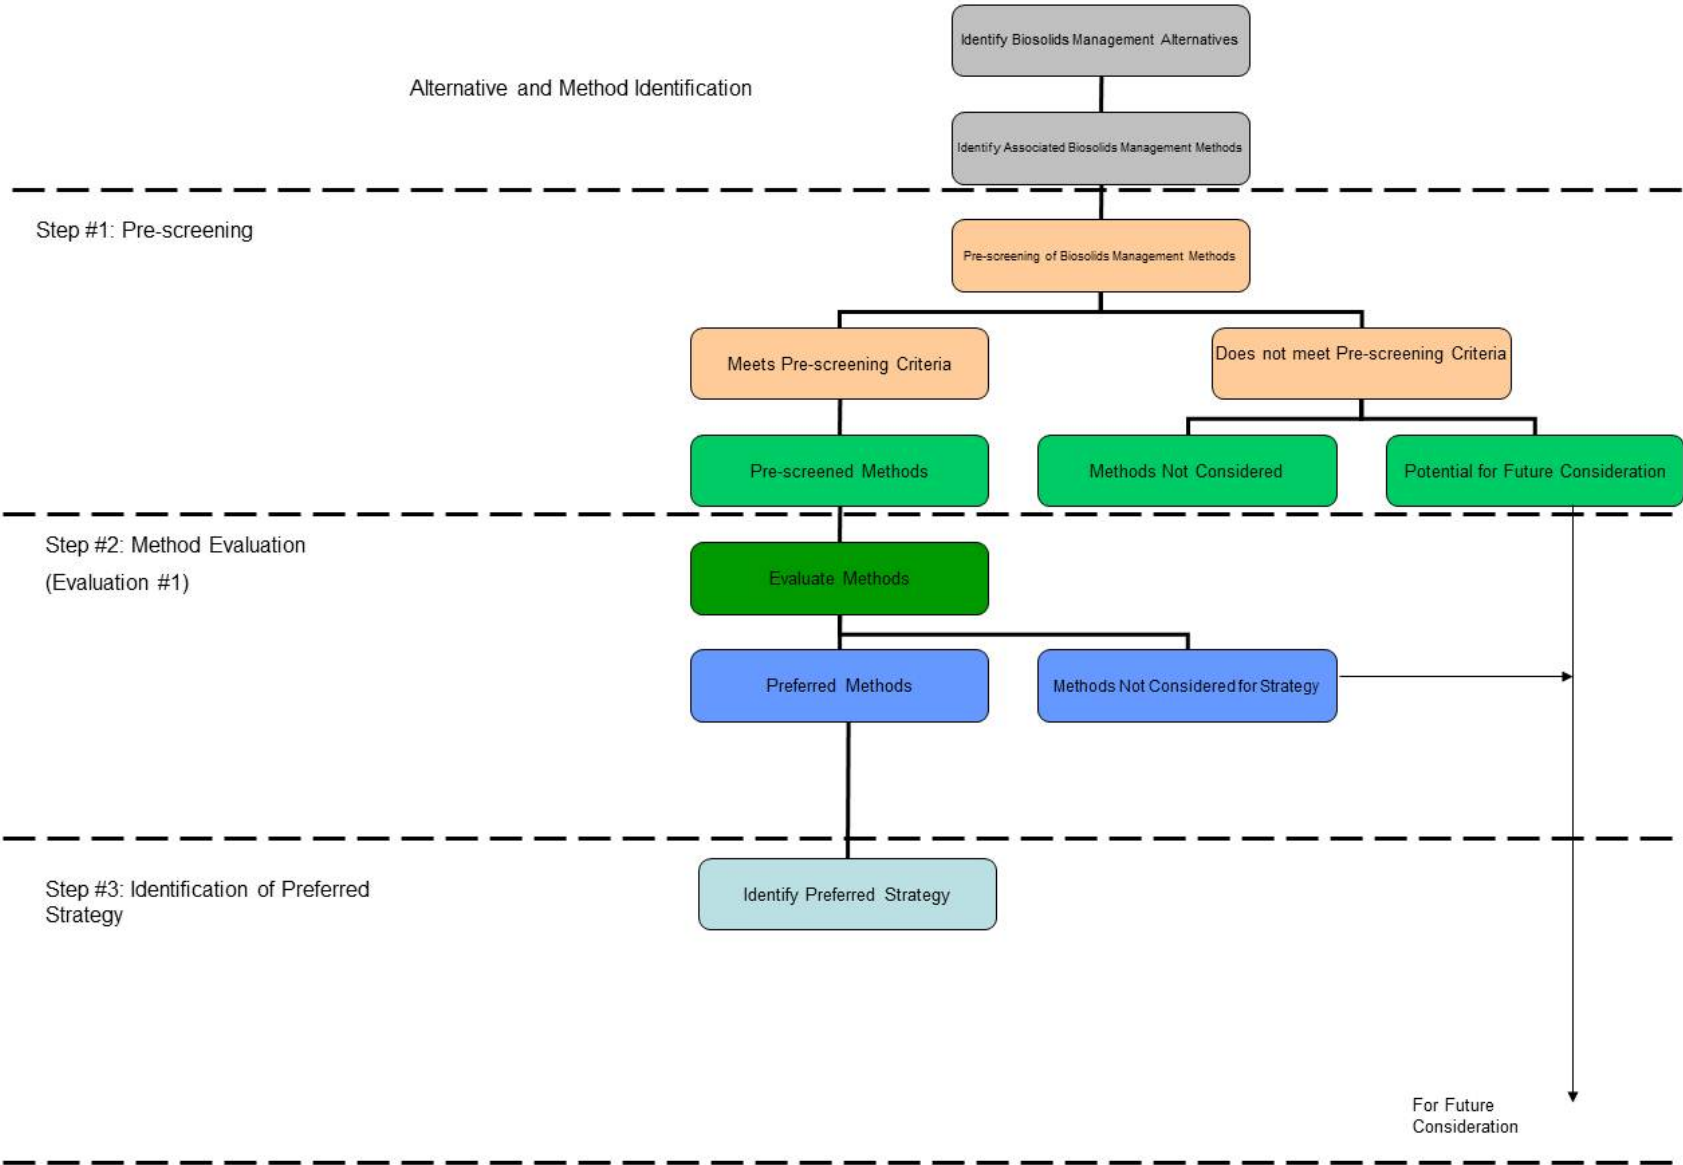 Identify Biosolids Management Alternatives
Alternative and Method Identification
Identify Associated Biosolids Management Methods
Step #1: Pre-screening
Pre-screening of Biosolids Management Methods
Meets Pre-screening Criteria
Does not meet Pre-screening Criteria
Pre-screened Methods
Methods Not Considered
Potential for Future Consideration
Step #2: Method Evaluation
(Evaluation #1)
Evaluate Methods
Preferred Methods
Methods Not Considered for Strategy
Step #3: Identification of Preferred
Strategy
Identify Preferred Strategy
For Future
Consideration